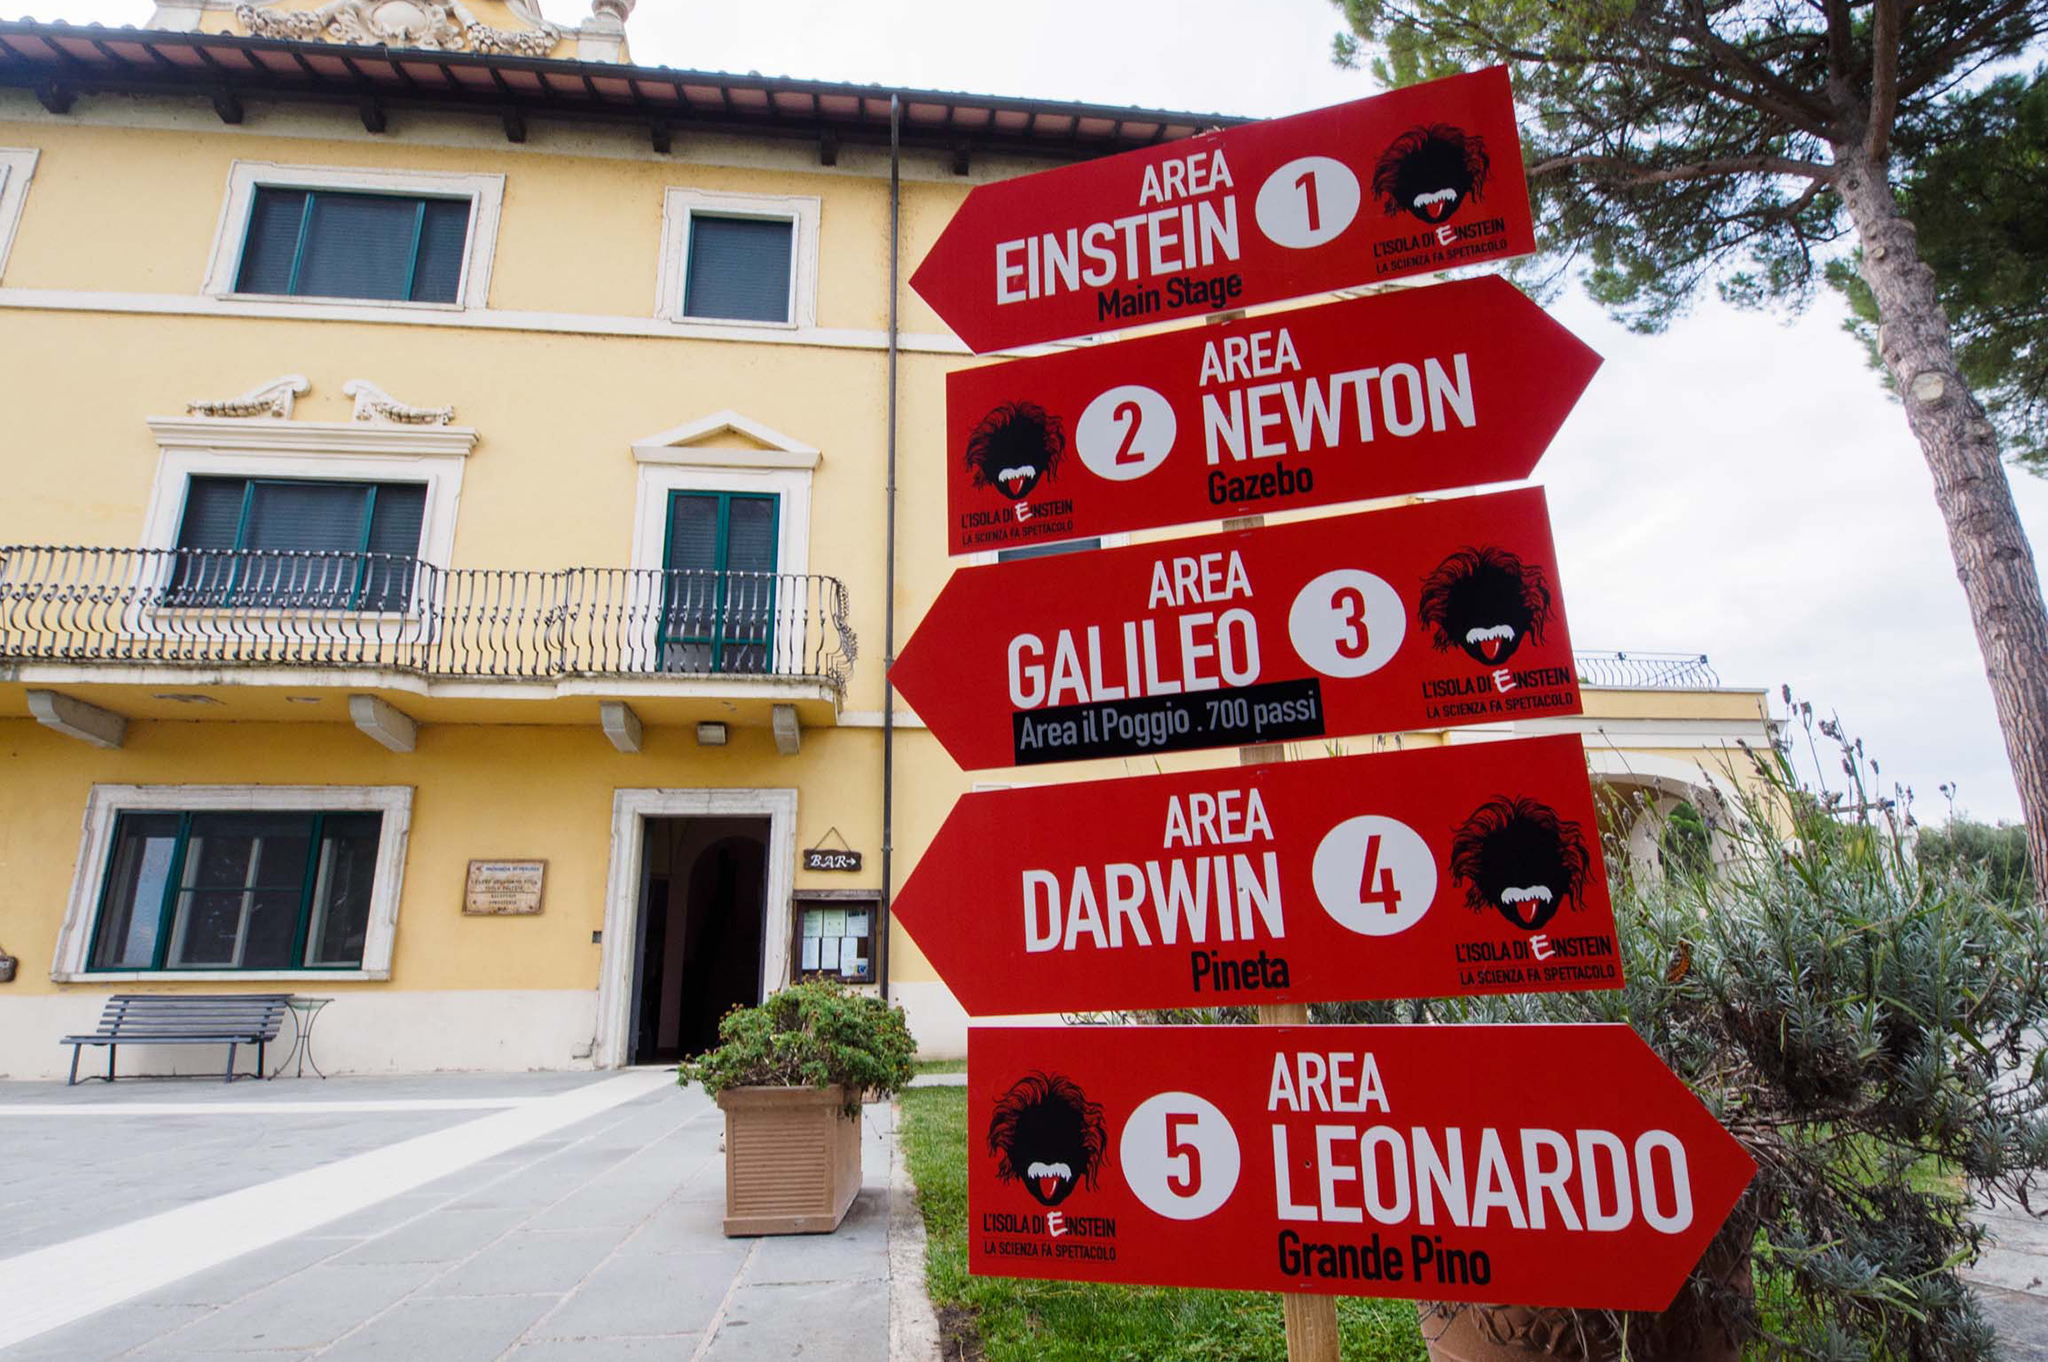 AREA
EINSTEIN
Main Stage
1
L'ISOLA DI EINSTEIN
LA SCIENZA FA SPETTACOLO
2
AREA
NEWTON
Gazebo
L'ISOLA DI EINSTEIN
LA SCIENZA FA SPETTACOLO
AREA
GALILEO
Area il Poggio . 700 passi
3
L'ISOLA DI EINSTEIN
LA SCIENZA FA SPETTACOLO
AREA
DARWIN
Pineta
4
L'ISOLA DI EINSTEIN
LA SCIENZA FA SPETTACOLO
5
AREA
LEONARDO
Grande Pino
L'ISOLA DI EINSTEIN
LA SCIENZA FA SPETTACOLO
BAR